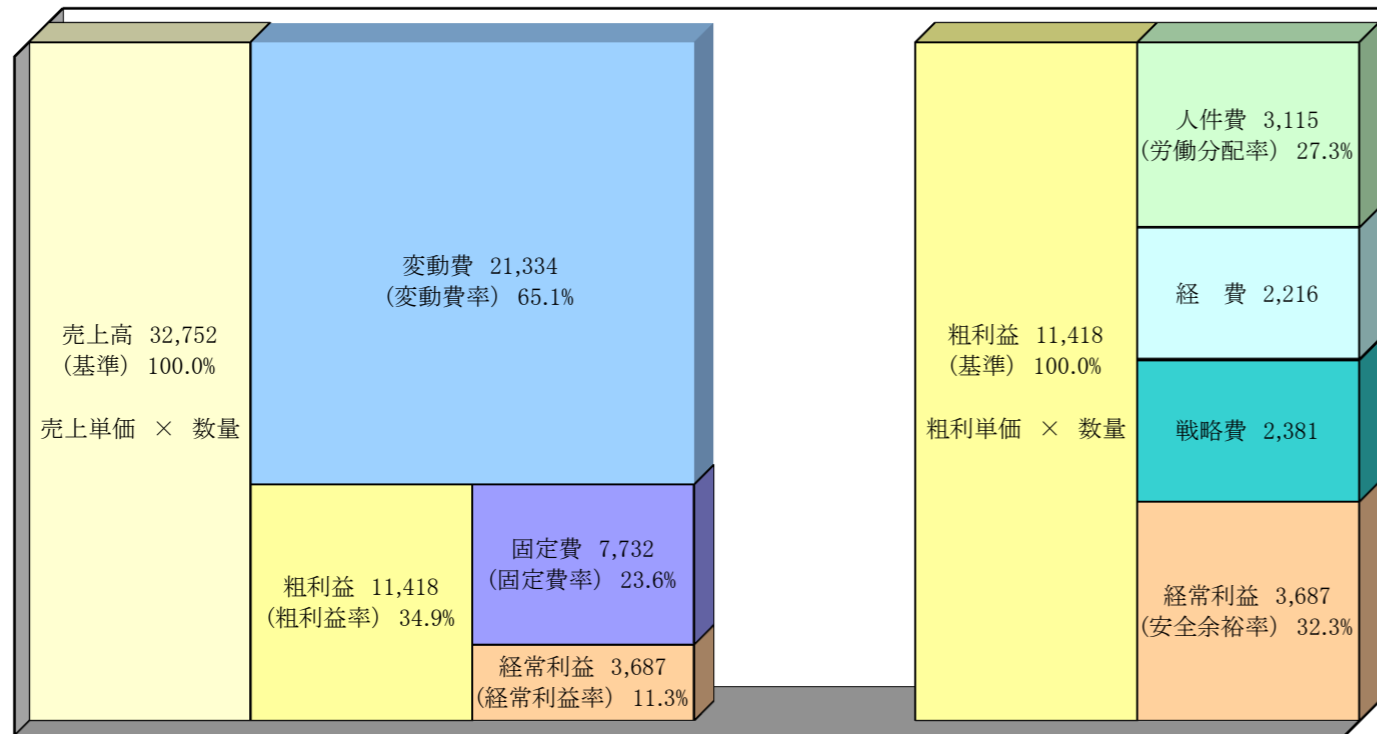 売上高 32,752
(基準) 100.0%
売上単価 × 数量
変動費 21,334
(変動費率) 65.1%
粗利益 11,418
(粗利益率) 34.9%
固定費 7,732
(固定費率) 23.6%
経常利益 3,687
(経常利益率) 11.3%
粗利益 11,418
(基準) 100.0%
粗利単価 × 数量
人件費 3,115
(労働分配率) 27.3%
経　費 2,216
戦略費 2,381
経常利益 3,687
(安全余裕率) 32.3%